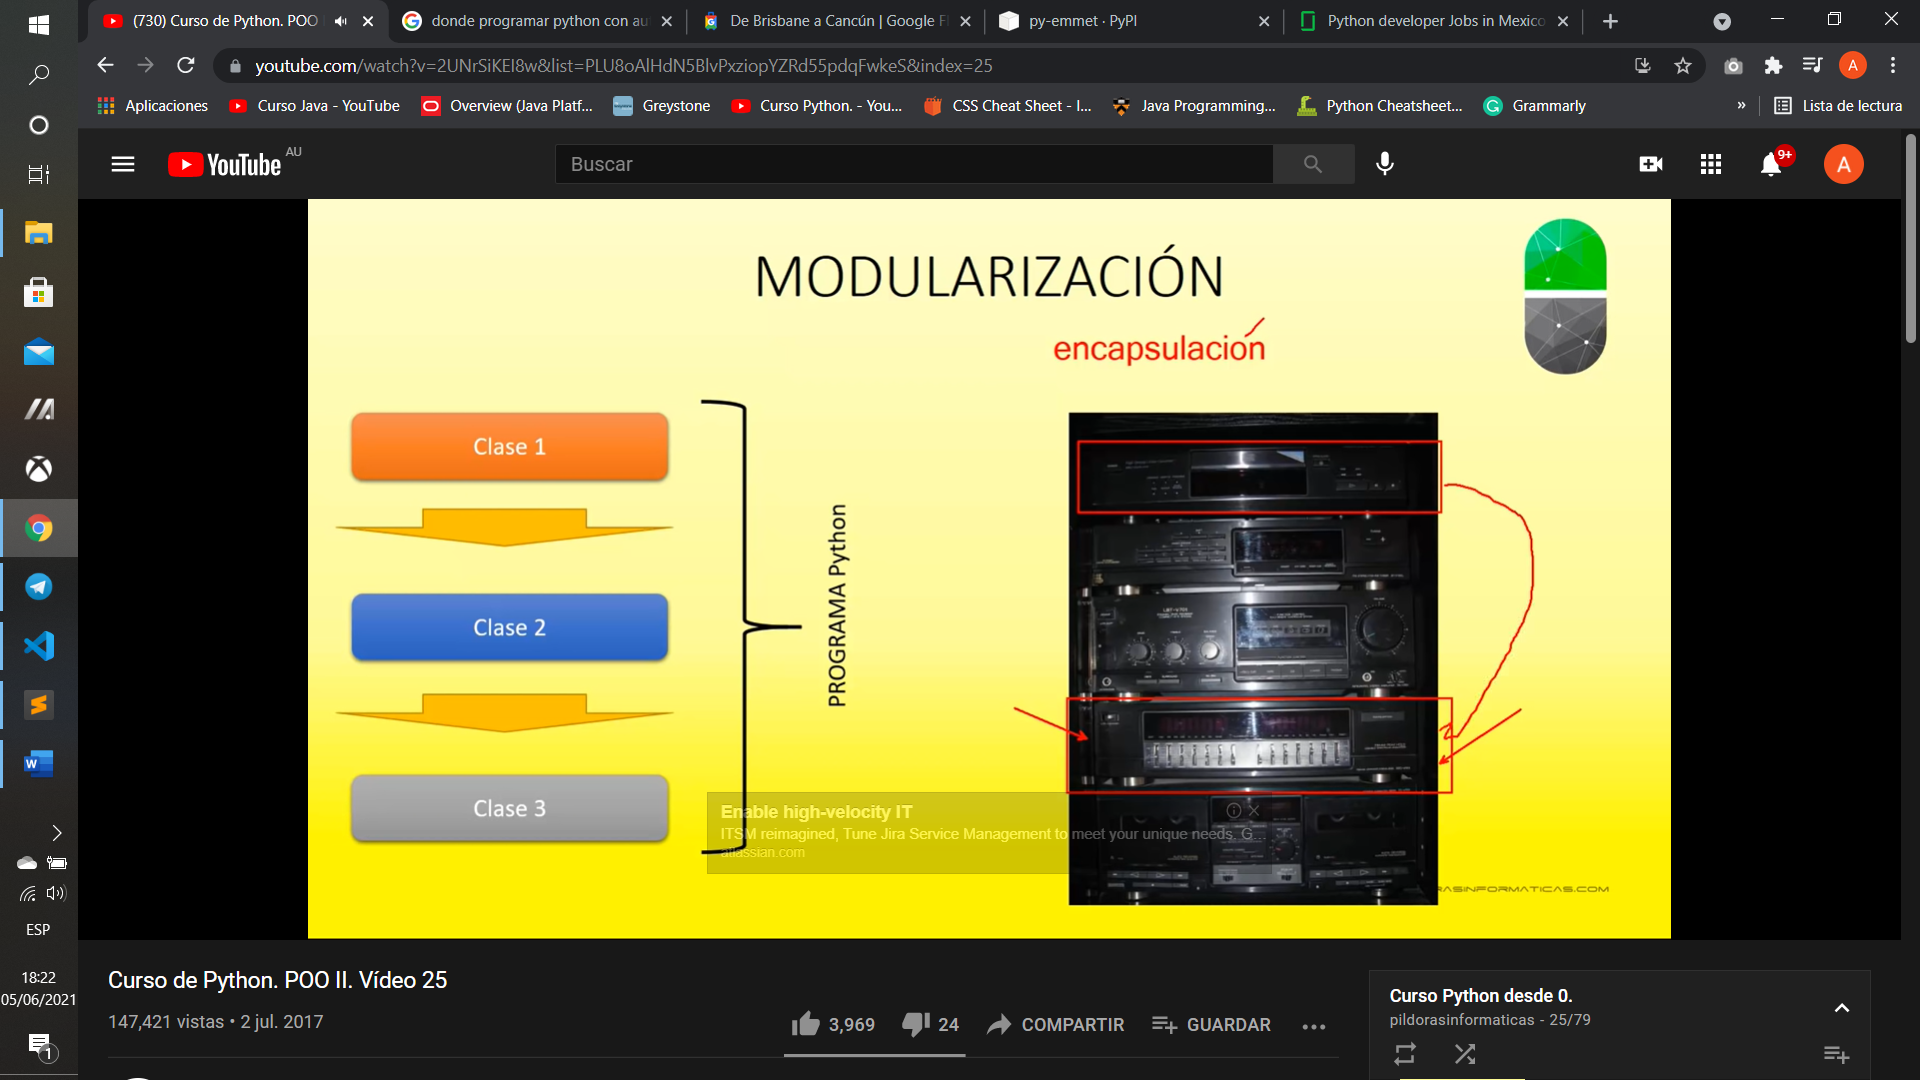 (730) Curso de Python. POO
donde programar python con au
De Brisbane a Cancún | Google Fl
py-emmet · PyPI
Python developer Jobs in Mexico
youtube.com/watch?v=2UNrSiKEI8w&list=PLU8oAlHdN5BlvPxziopYZRd55pdqFwkeS&index=25
A
Aplicaciones
Curso Java - YouTube
Overview (Java Platf...
Greystone
Curso Python. - You...
CSS Cheat Sheet - I...
Java Programming...
Python Cheatsheet...
Grammarly
»
Lista de lectura
YouTube AU
Buscar
9+
A
MODULARIZACIÓN
encapsulación
Clase 1
Clase 2
Clase 3
PROGRAMA Python
Enable high-velocity IT
ITSM reimagined, Tune Jira Service Management to meet your unique needs. G...
atlassian.com
RASINFORMATICAS.COM
Curso de Python. POO II. Vídeo 25
147,421 vistas • 2 jul. 2017
3,969
24
COMPARTIR
GUARDAR
Curso Python desde 0.
pildorasinformaticas - 25/79
ESP
18:22
05/06/2021
1